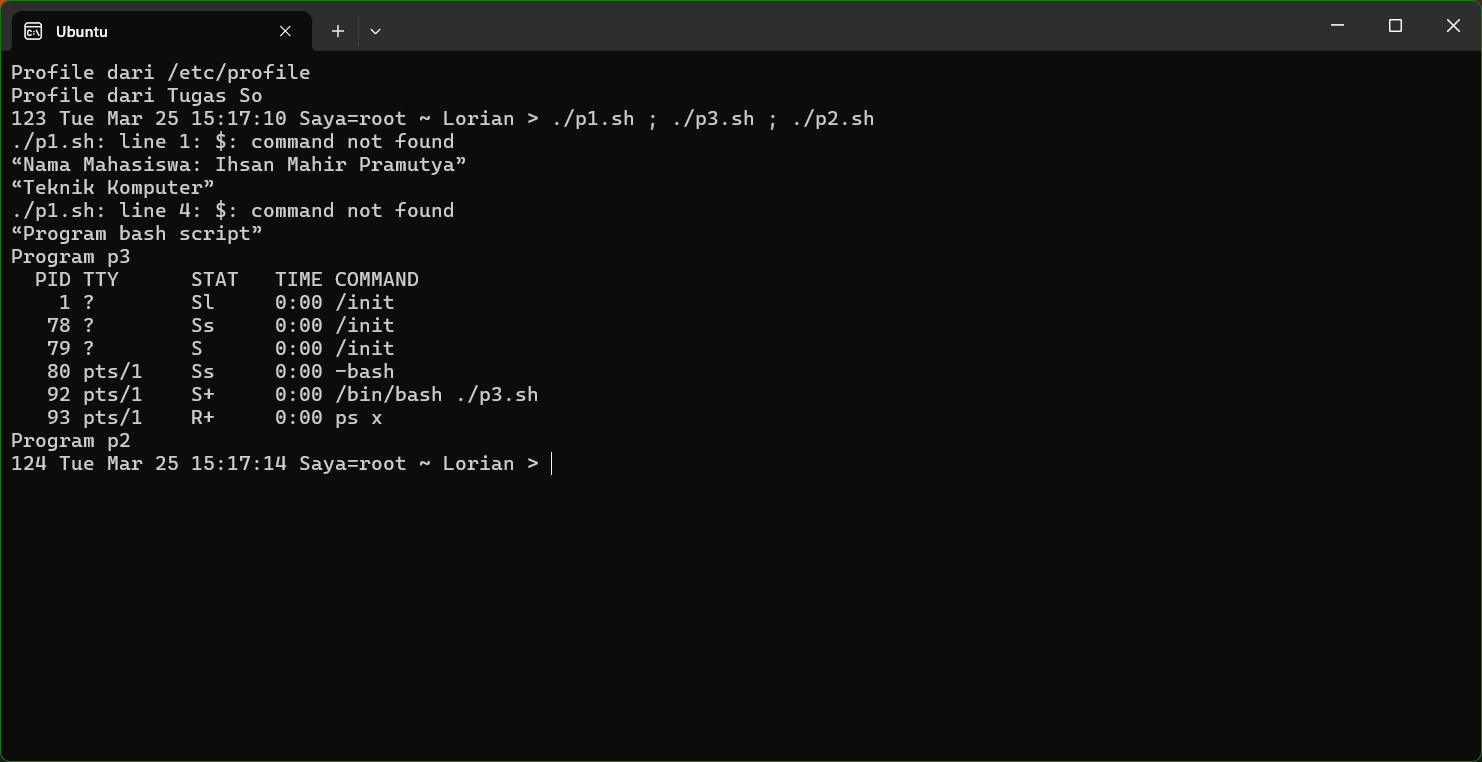 Ubuntu
Profile dari /etc/profile
Profile dari Tugas So
123 Tue Mar 25 15:17:10 Saya=root ~ Lorian > ./p1.sh ; ./p3.sh ; ./p2.sh
./p1.sh: line 1: $: command not found
“Nama Mahasiswa: Ihsan Mahir Pramutya”
“Teknik Komputer”
./p1.sh: line 4: $: command not found
“Program bash script”
Program p3
  PID TTY      STAT   TIME COMMAND
    1 ?        Sl     0:00 /init
   78 ?        Ss     0:00 /init
   79 ?        S      0:00 /init
   80 pts/1    Ss     0:00 -bash
   92 pts/1    S+     0:00 /bin/bash ./p3.sh
   93 pts/1    R+     0:00 ps x
Program p2
124 Tue Mar 25 15:17:14 Saya=root ~ Lorian >